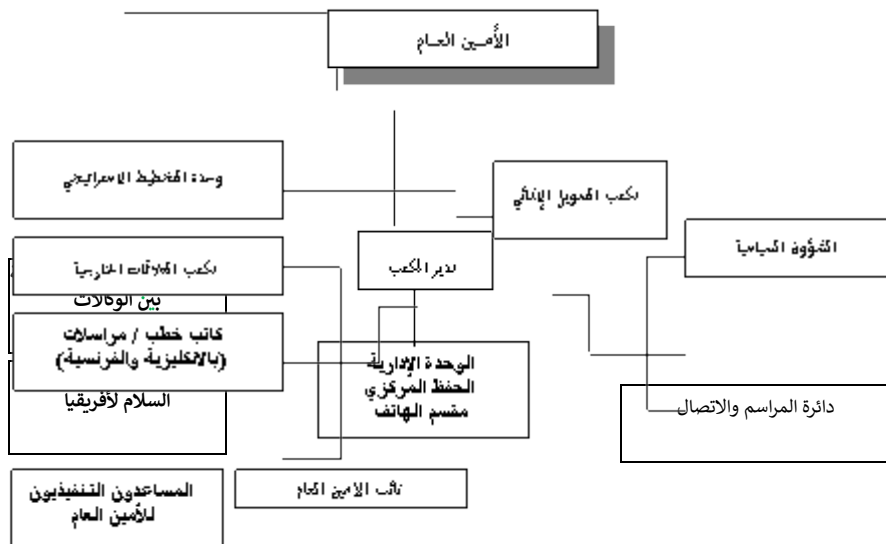 الأمين العام
وحدة التخطيط الاستراتيجي
مكتب التمويل الإنمائي
الشؤون السياسية
مكتب العلاقات الخارجية
مدير المكتب
بين الوكالات
كاتب خطب / مراسلات
(بالانكليزية والفرنسية)
الوحدة الإدارية
الحفظ المركزي
مقسم الهاتف
السلام لأفريقيا
دائرة المراسم والاتصال
المساعدون التنفيذيون
للأمين العام
نائب الامين العام